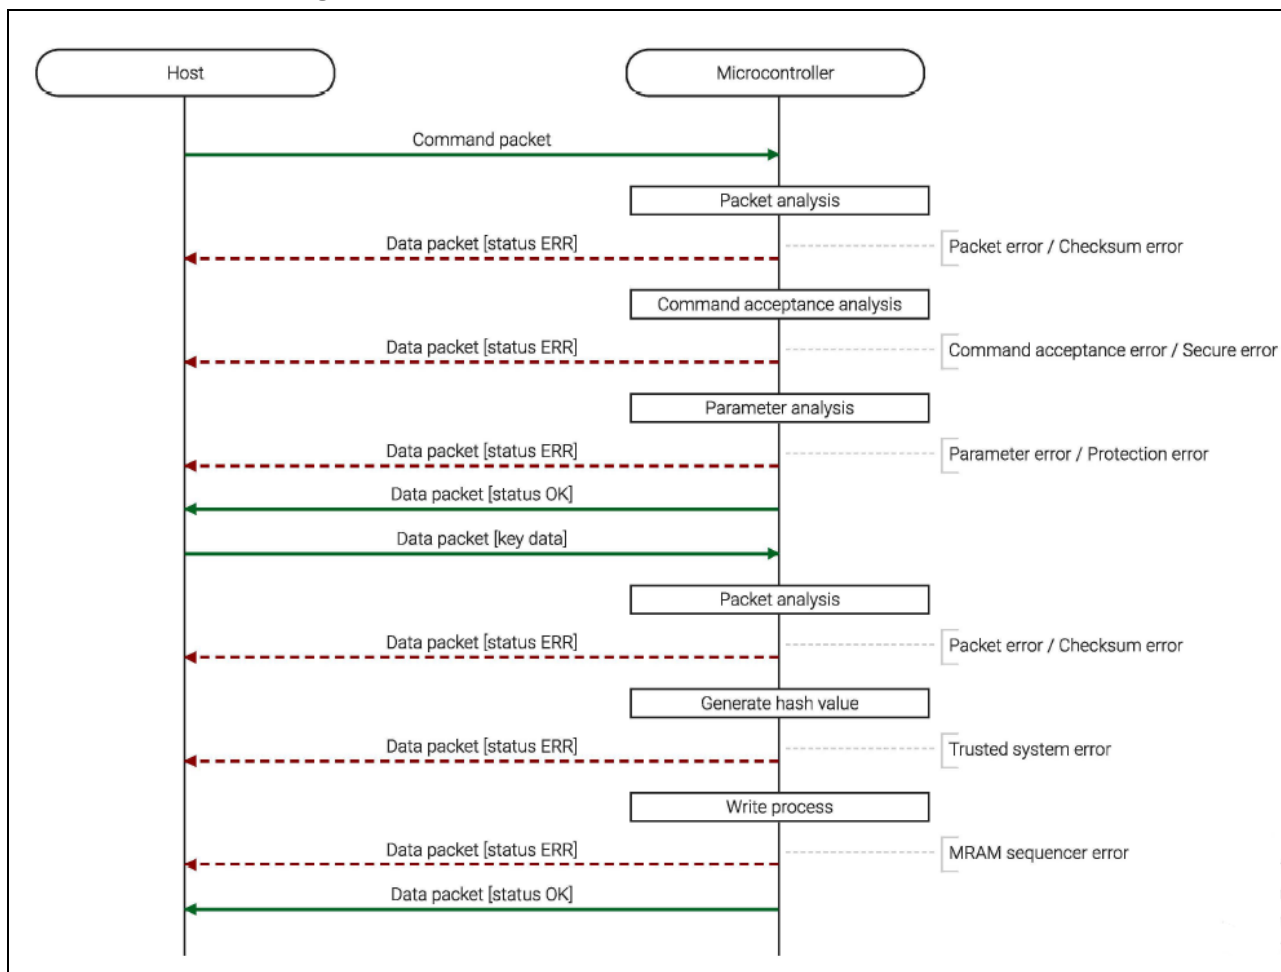 Host
Microcontroller
Command packet
Packet analysis
Data packet [status ERR]
Packet error / Checksum error
Command acceptance analysis
Data packet [status ERR]
Command acceptance error / Secure error
Parameter analysis
Data packet [status ERR]
Parameter error / Protection error
Data packet [status OK]
Data packet [key data]
Packet analysis
Data packet [status ERR]
Packet error / Checksum error
Generate hash value
Data packet [status ERR]
Trusted system error
Write process
Data packet [status ERR]
MRAM sequencer error
Data packet [status OK]